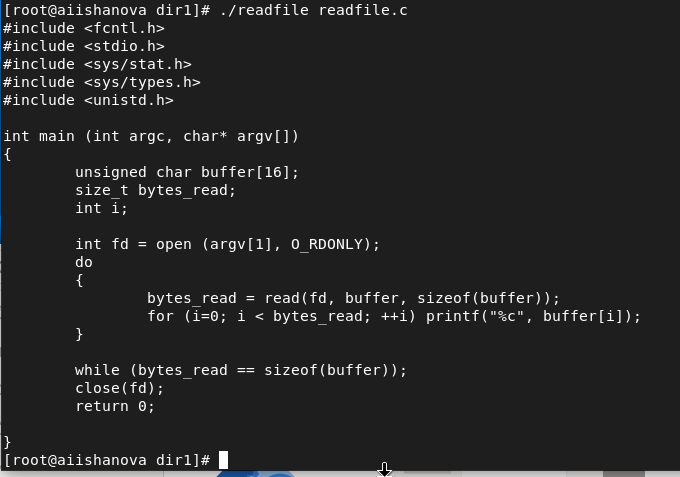 [root@aiishanova dir1]# ./readfile readfile.c
#include <fcntl.h>
#include <stdio.h>
#include <sys/stat.h>
#include <sys/types.h>
#include <unistd.h>

int main (int argc, char* argv[])
{
        unsigned char buffer[16];
        size_t bytes_read;
        int i;

        int fd = open (argv[1], O_RDONLY);
        do
        {
                bytes_read = read(fd, buffer, sizeof(buffer));
                for (i=0; i < bytes_read; ++i) printf("%c", buffer[i]);
        }

        while (bytes_read == sizeof(buffer));
        close(fd);
        return 0;

}
[root@aiishanova dir1]#